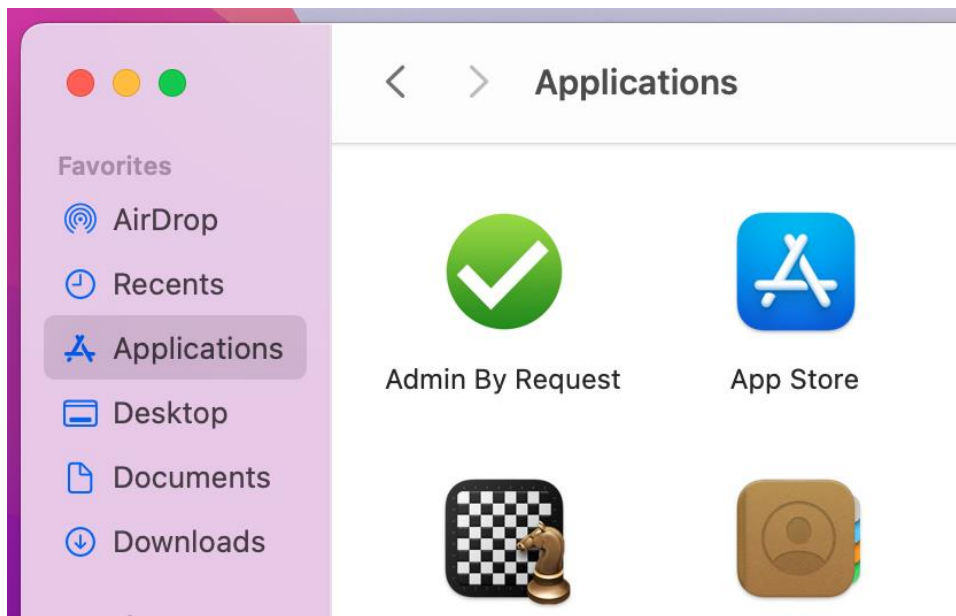 Applications
Favorites
AirDrop
Recents
Applications
Desktop
Documents
Downloads
Admin By Request
App Store